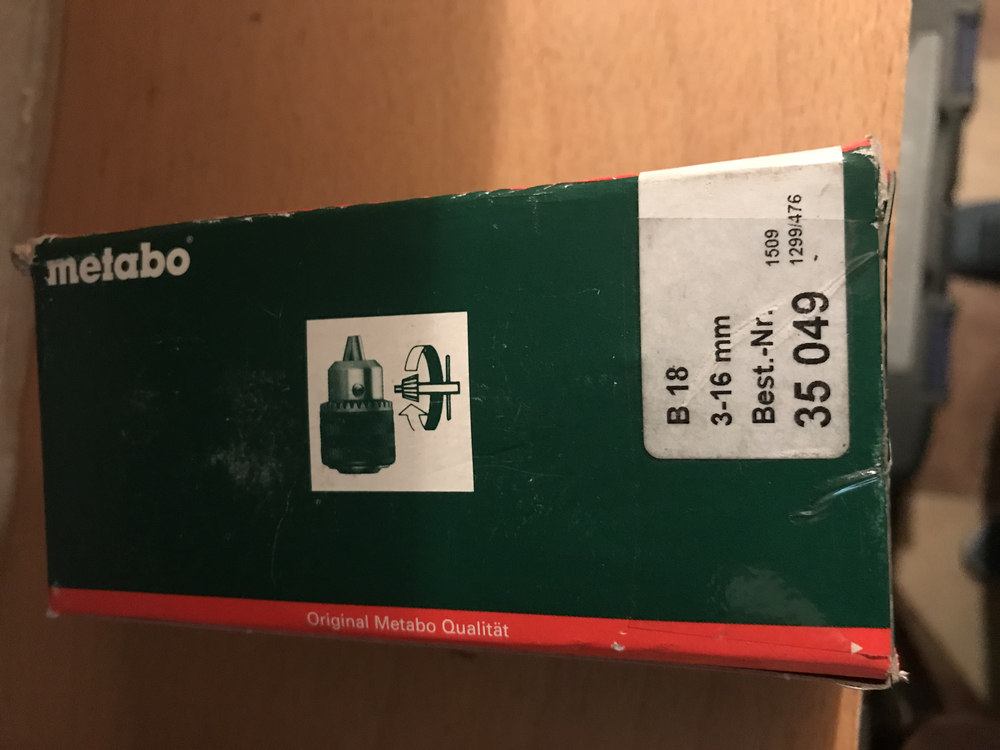 metabo
B 18
3-16 mm
Best.-Nr.
35 049
1509
1299/476
-
Original Metabo Qualität